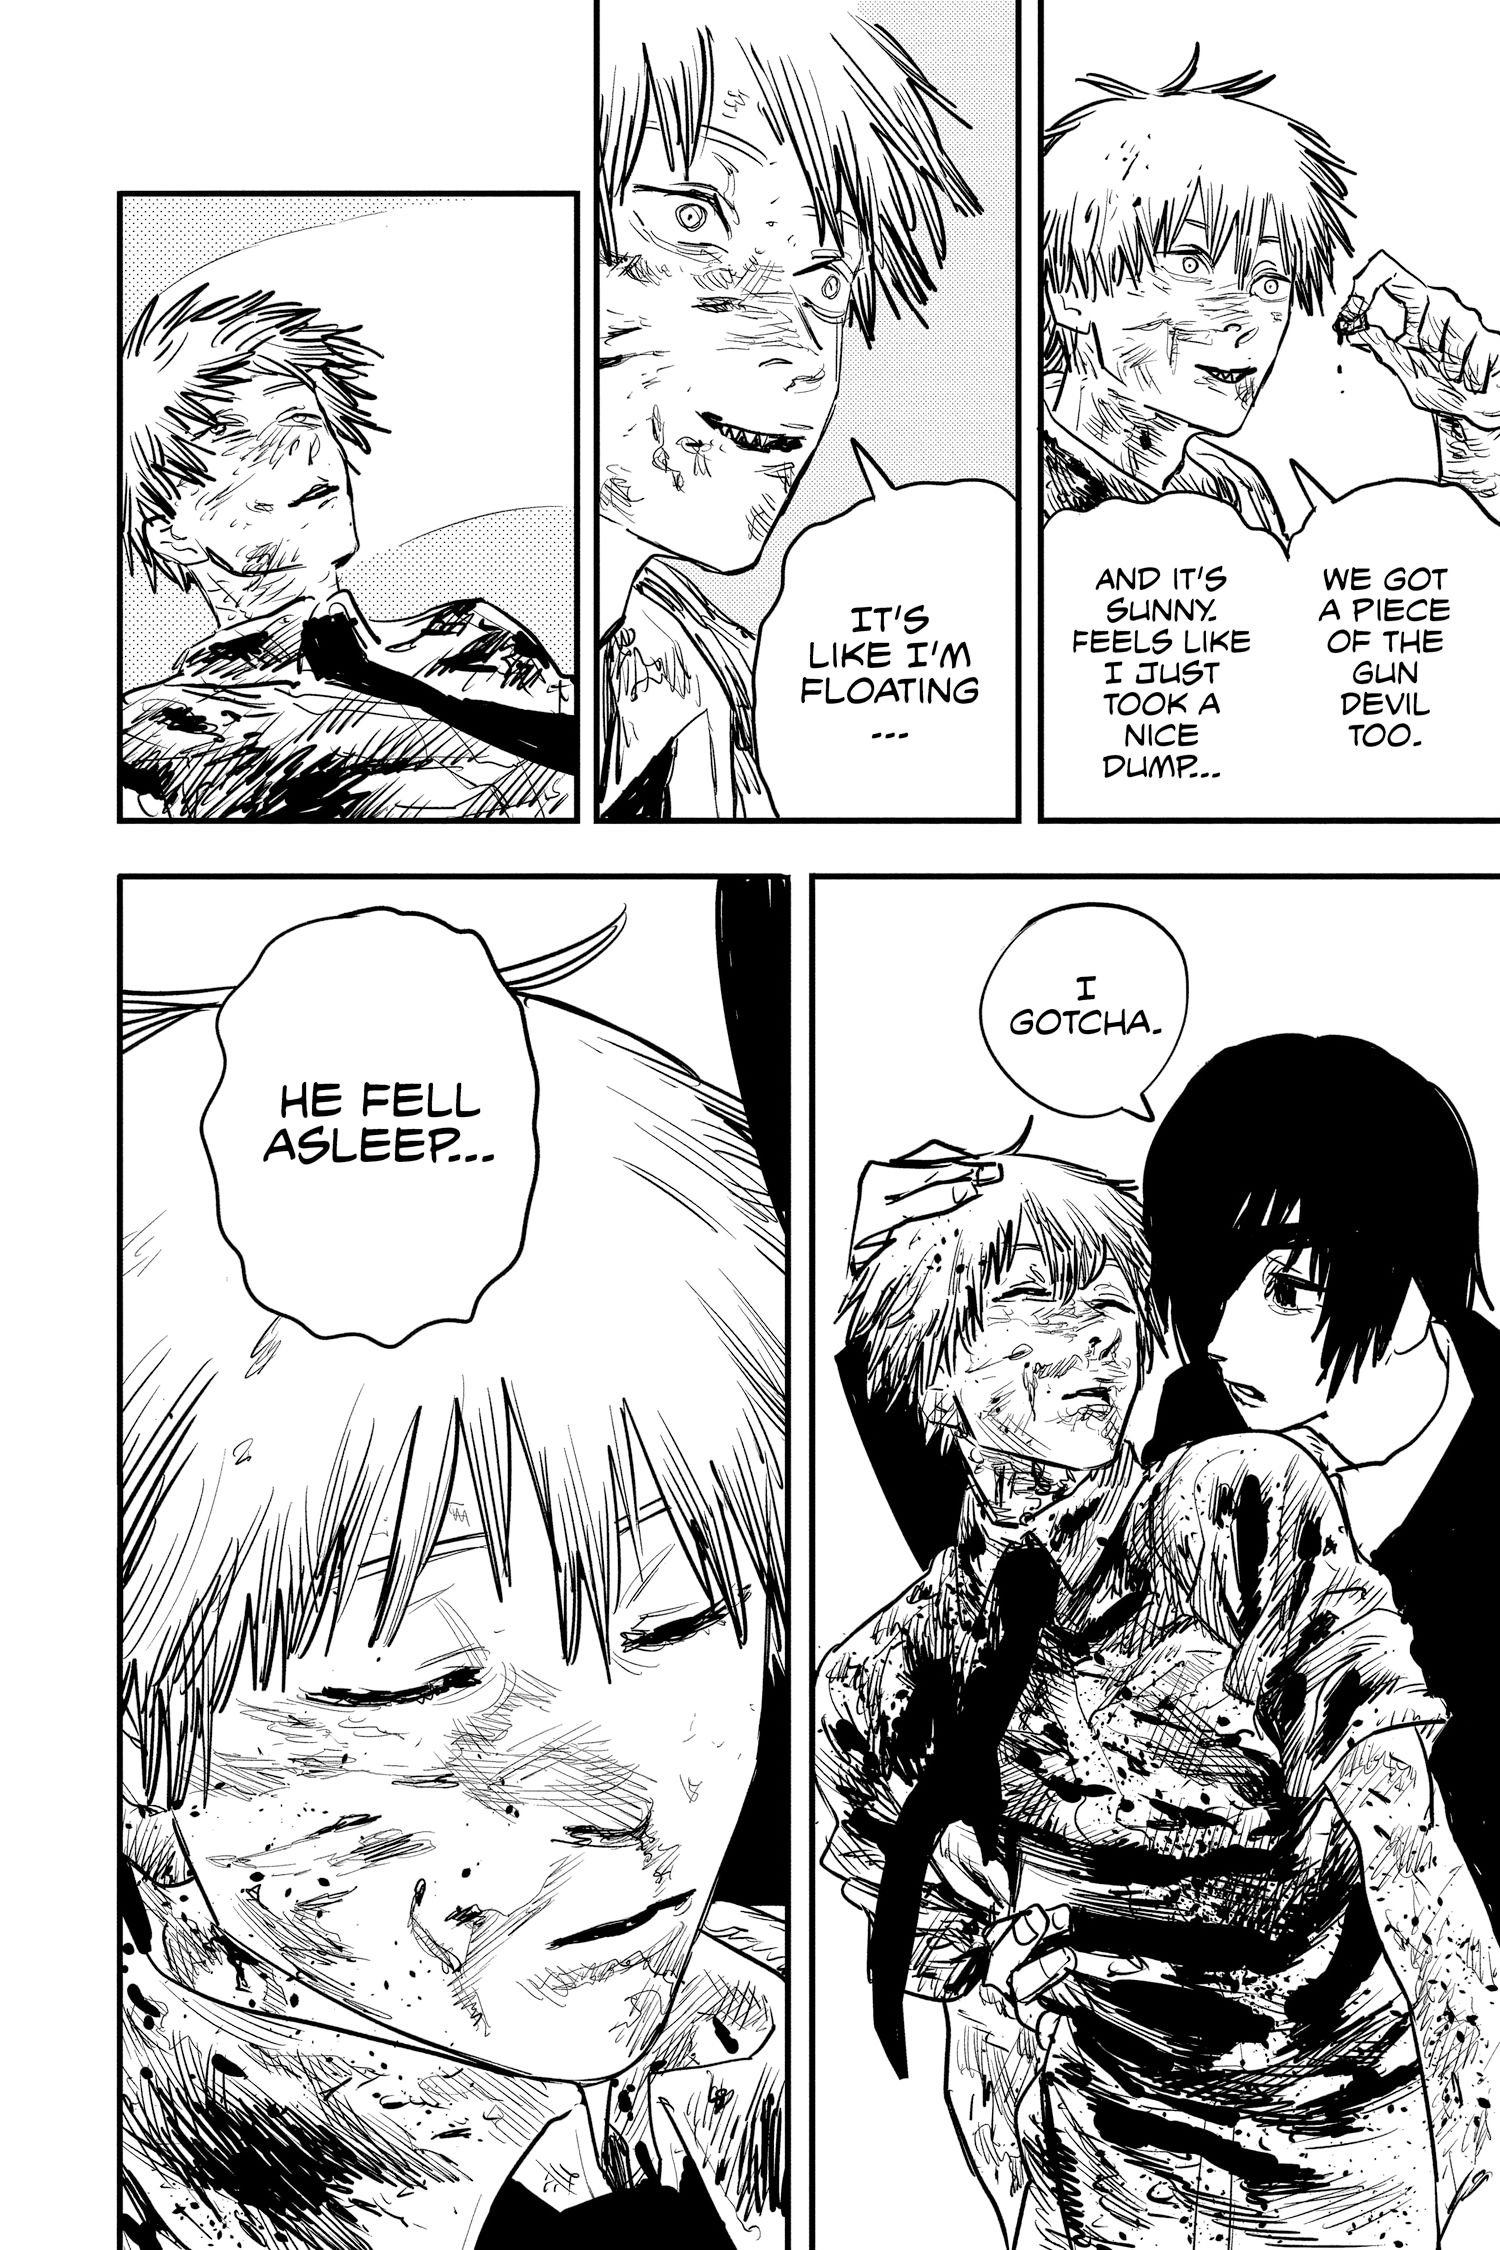 WE GOT
A PIECE
OF THE
GUN
DEVIL
TOO.
AND IT'S
SUNNY.
FEELS LIKE
I JUST
TOOK A
NICE
DUMP...
IT'S
LIKE I'M
FLOATING
...
I
GOTCHA.
HE FELL
ASLEEP...